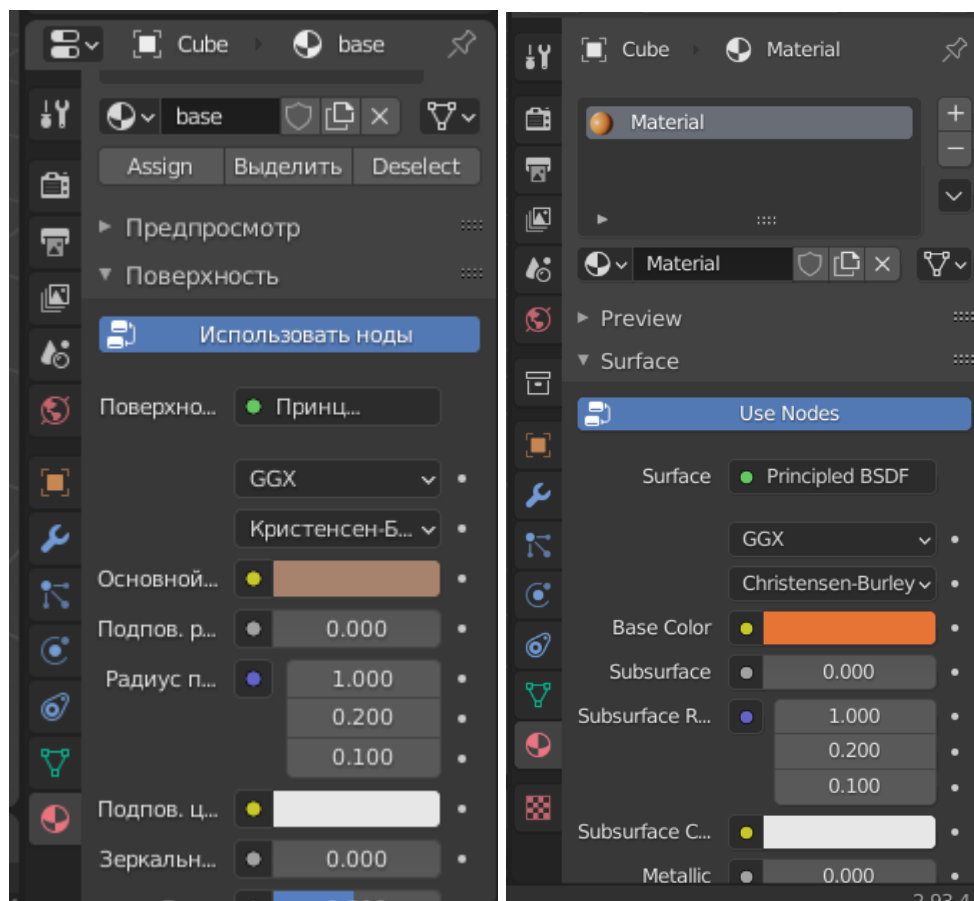 Cube base
base
Assign Выделить Deselect
Предпросмотр
Поверхность
Использовать ноды
Поверхно... Принц...
GGX
Кристенсен-Б...
Основной...
Подпов. р... 0.000
Радиус п... 1.000
0.200
0.100
Подпов. ц...
Зеркальн... 0.000
Cube Material
Material
Material
Preview
Surface
Use Nodes
Surface Principled BSDF
GGX
Christensen-Burley
Base Color
Subsurface 0.000
Subsurface R... 1.000
0.200
0.100
Subsurface C...
Metallic 0.000
2.93.4